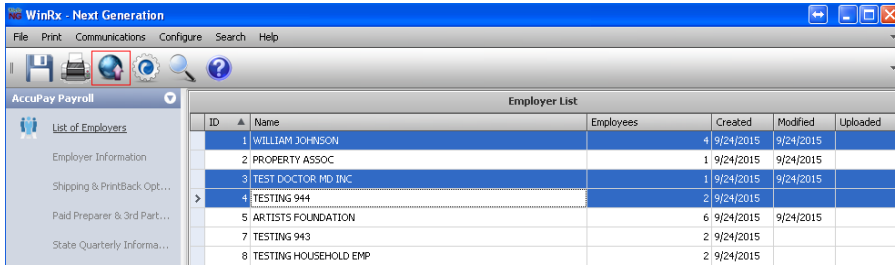 WinRx - Next Generation
File Print Communications Configure Search Help
AccuPay Payroll
Employer List
List of Employers
Employer Information
Shipping & PrintBack Opt...
Paid Preparer & 3rd Part...
State Quarterly Informa...
ID Name Employees Created Modified Uploaded
1 WILLIAM JOHNSON 4 9/24/2015 9/24/2015
2 PROPERTY ASSOC 1 9/24/2015 9/24/2015
3 TEST DOCTOR MD INC 1 9/24/2015 9/24/2015
4 TESTING 944 2 9/24/2015
5 ARTISTS FOUNDATION 6 9/24/2015 9/24/2015
7 TESTING 943 2 9/24/2015
8 TESTING HOUSEHOLD EMP 2 9/24/2015